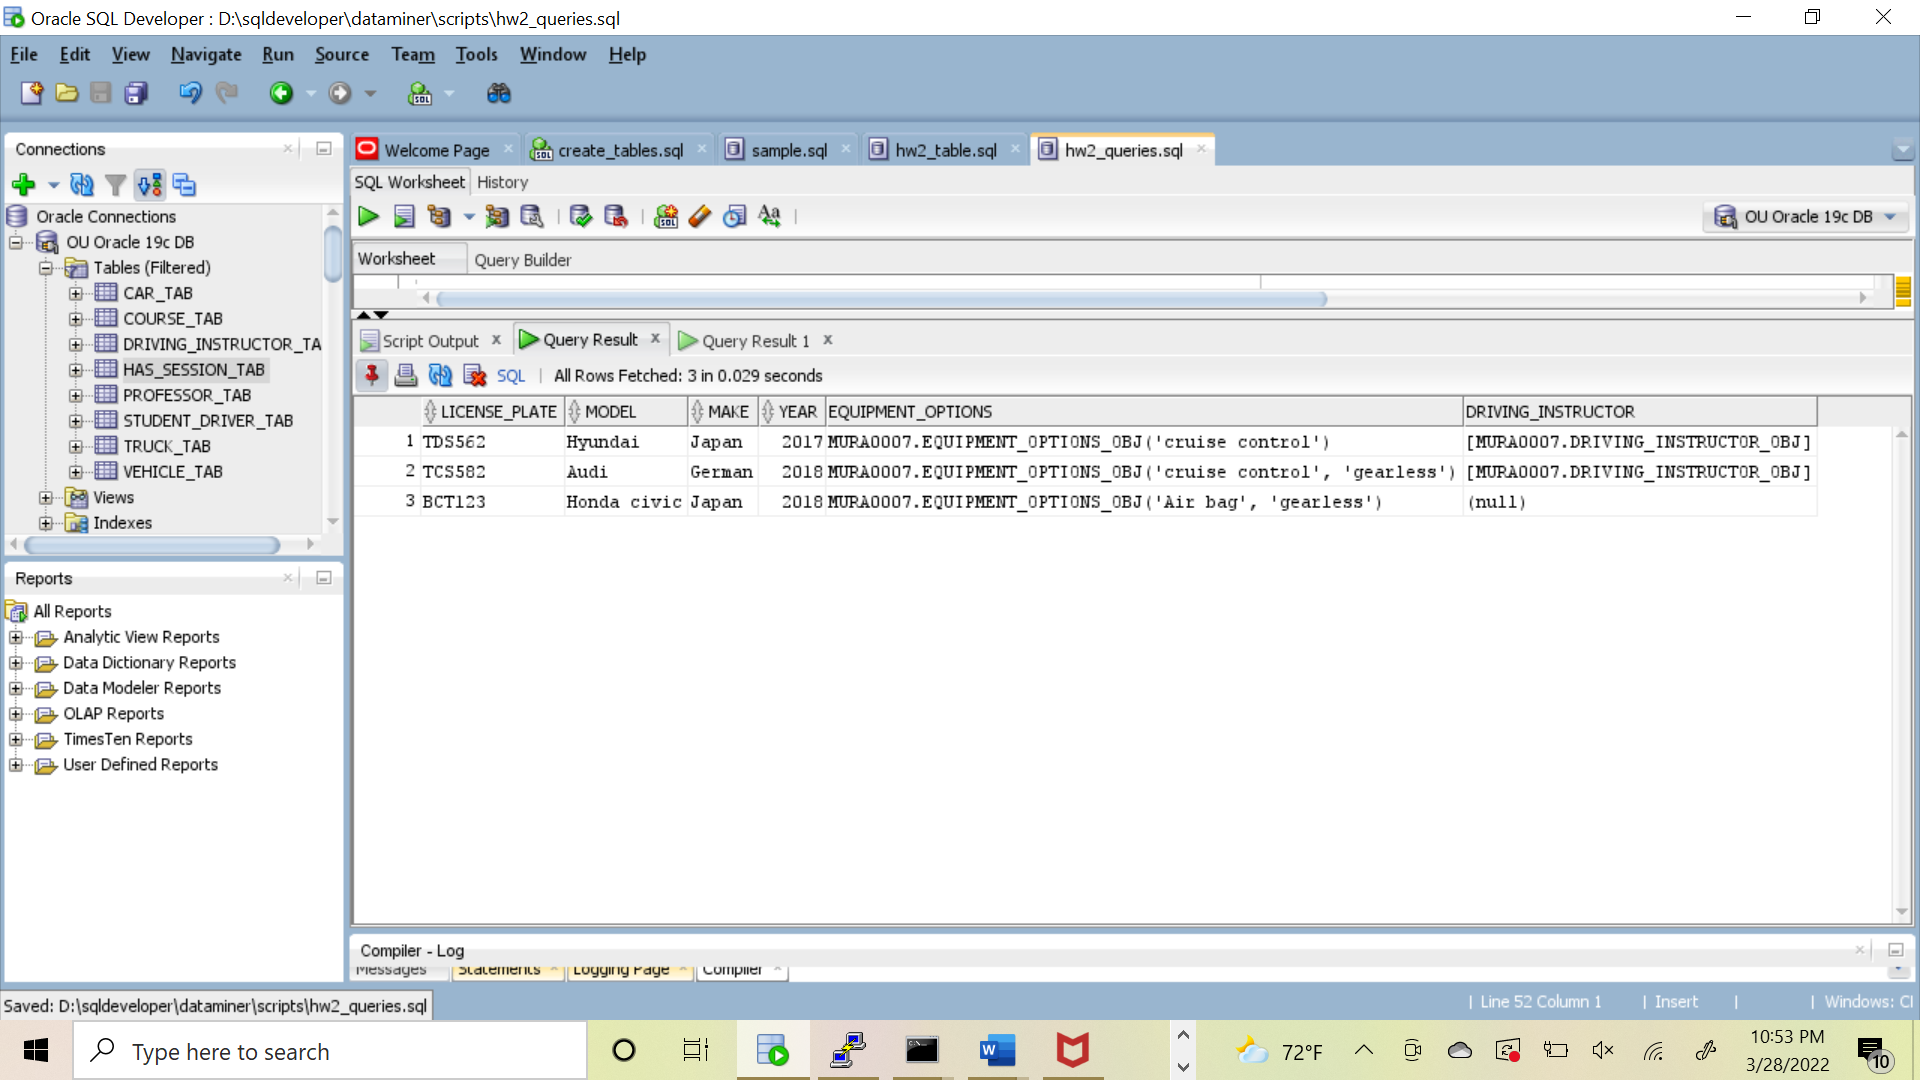 Oracle SQL Developer : D:\sqldeveloper\dataminer\scripts\hw2_queries.sql
File Edit View Navigate Run Source Team Tools Window Help
Connections
Oracle Connections
OU Oracle 19c DB
Tables (Filtered)
CAR_TAB
COURSE_TAB
DRIVING_INSTRUCTOR_TA
HAS_SESSION_TAB
PROFESSOR_TAB
STUDENT_DRIVER_TAB
TRUCK_TAB
VEHICLE_TAB
Views
Indexes
Reports
All Reports
Analytic View Reports
Data Dictionary Reports
Data Modeler Reports
OLAP Reports
TimesTen Reports
User Defined Reports
Welcome Page create_tables.sql sample.sql hw2_table.sql hw2_queries.sql
SQL Worksheet History
OU Oracle 19c DB
Worksheet Query Builder
Script Output Query Result Query Result 1
SQL All Rows Fetched: 3 in 0.029 seconds
LICENSE_PLATE MODEL MAKE YEAR EQUIPMENT_OPTIONS DRIVING_INSTRUCTOR
1 TDS562 Hyundai Japan 2017 MURA0007.EQUIPMENT_OPTIONS_OBJ('cruise control') [MURA0007.DRIVING_INSTRUCTOR_OBJ]
2 TCS582 Audi German 2018 MURA0007.EQUIPMENT_OPTIONS_OBJ('cruise control', 'gearless') [MURA0007.DRIVING_INSTRUCTOR_OBJ]
3 BCT123 Honda civic Japan 2018 MURA0007.EQUIPMENT_OPTIONS_OBJ('Air bag', 'gearless') (null)
Compiler - Log
Messages Statements Logging Page Compiler
Saved: D:\sqldeveloper\dataminer\scripts\hw2_queries.sql
Line 52 Column 1 Insert Windows: Cl
Type here to search
72°F
10:53 PM
3/28/2022
10